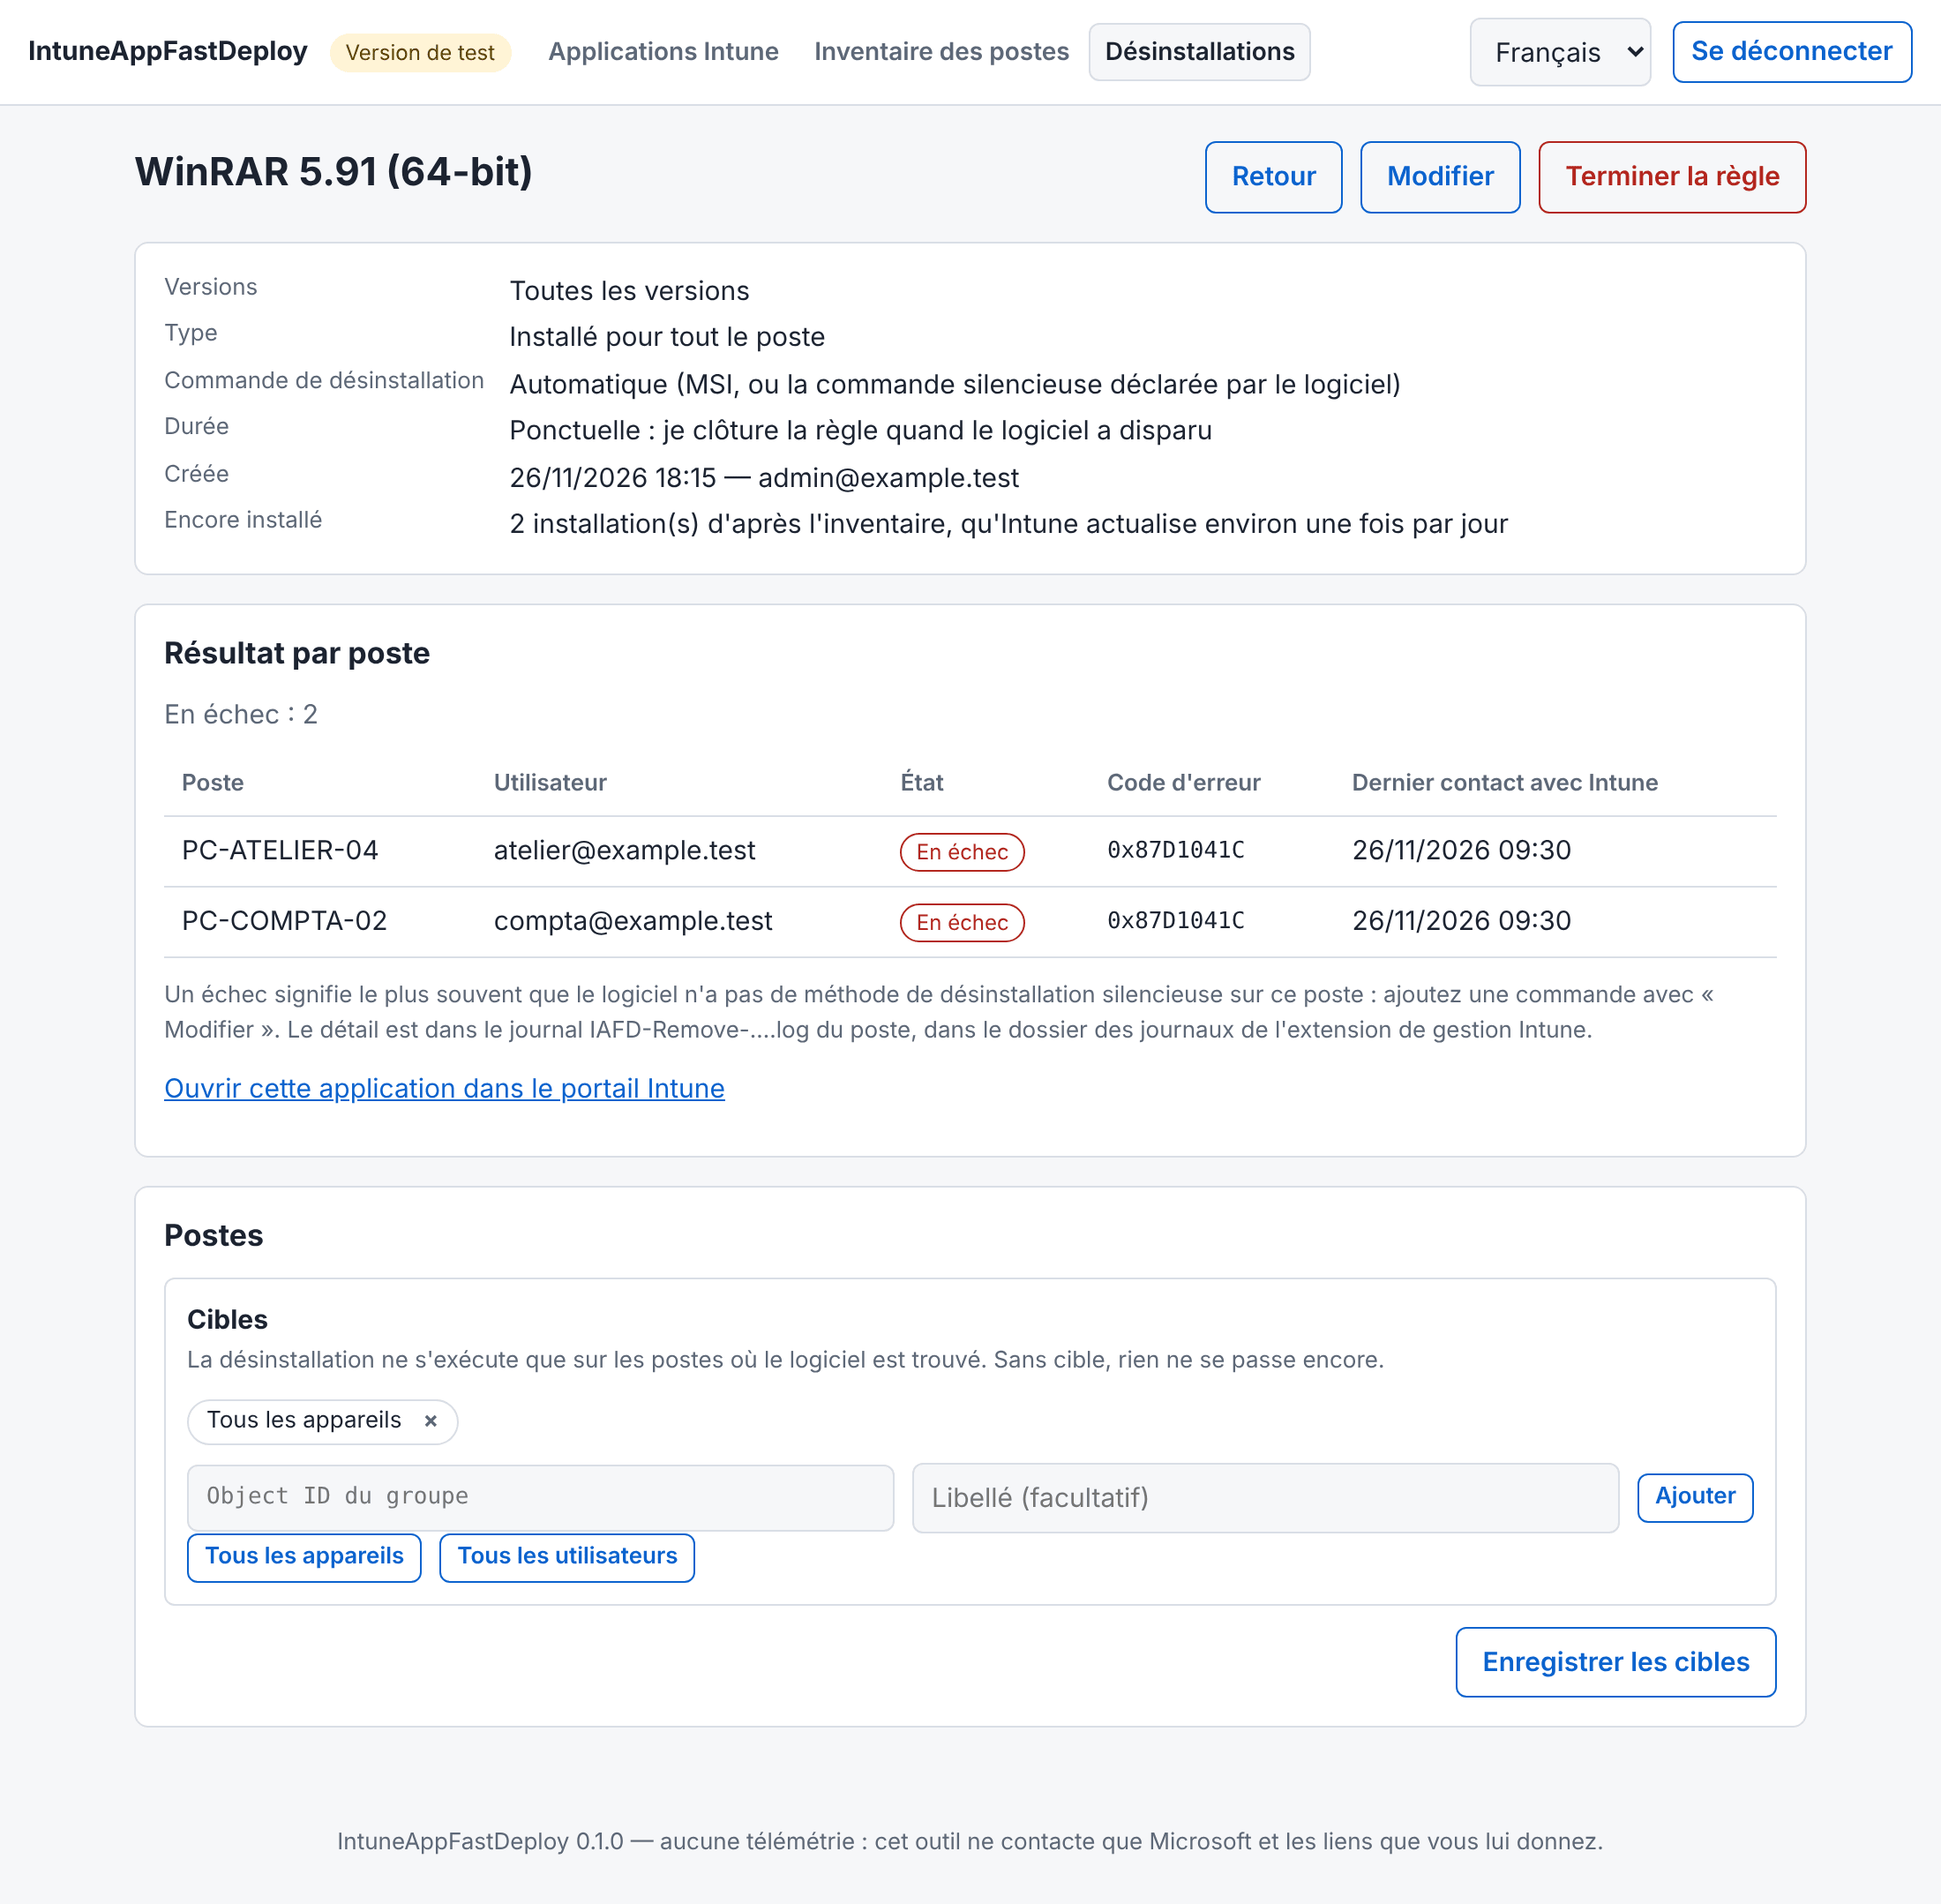 IntuneAppFastDeploy
Version de test
Applications Intune
Inventaire des postes
Désinstallations
Français
Se déconnecter
WinRAR 5.91 (64-bit)
Retour
Modifier
Terminer la règle
Versions
Toutes les versions
Type
Installé pour tout le poste
Commande de désinstallation
Automatique (MSI, ou la commande silencieuse déclarée par le logiciel)
Durée
Ponctuelle : je clôture la règle quand le logiciel a disparu
Créée
26/11/2026 18:15 — admin@example.test
Encore installé
2 installation(s) d'après l'inventaire, qu'Intune actualise environ une fois par jour
Résultat par poste
En échec : 2
Poste Utilisateur État Code d'erreur Dernier contact avec Intune
PC-ATELIER-04 atelier@example.test En échec 0x87D1041C 26/11/2026 09:30
PC-COMPTA-02 compta@example.test En échec 0x87D1041C 26/11/2026 09:30
Un échec signifie le plus souvent que le logiciel n'a pas de méthode de désinstallation silencieuse sur ce poste : ajoutez une commande avec «
Modifier ». Le détail est dans le journal IAFD-Remove-....log du poste, dans le dossier des journaux de l'extension de gestion Intune.
Ouvrir cette application dans le portail Intune
Postes
Cibles
La désinstallation ne s'exécute que sur les postes où le logiciel est trouvé. Sans cible, rien ne se passe encore.
Tous les appareils ×
Object ID du groupe
Libellé (facultatif)
Ajouter
Tous les appareils
Tous les utilisateurs
Enregistrer les cibles
IntuneAppFastDeploy 0.1.0 — aucune télémétrie : cet outil ne contacte que Microsoft et les liens que vous lui donnez.